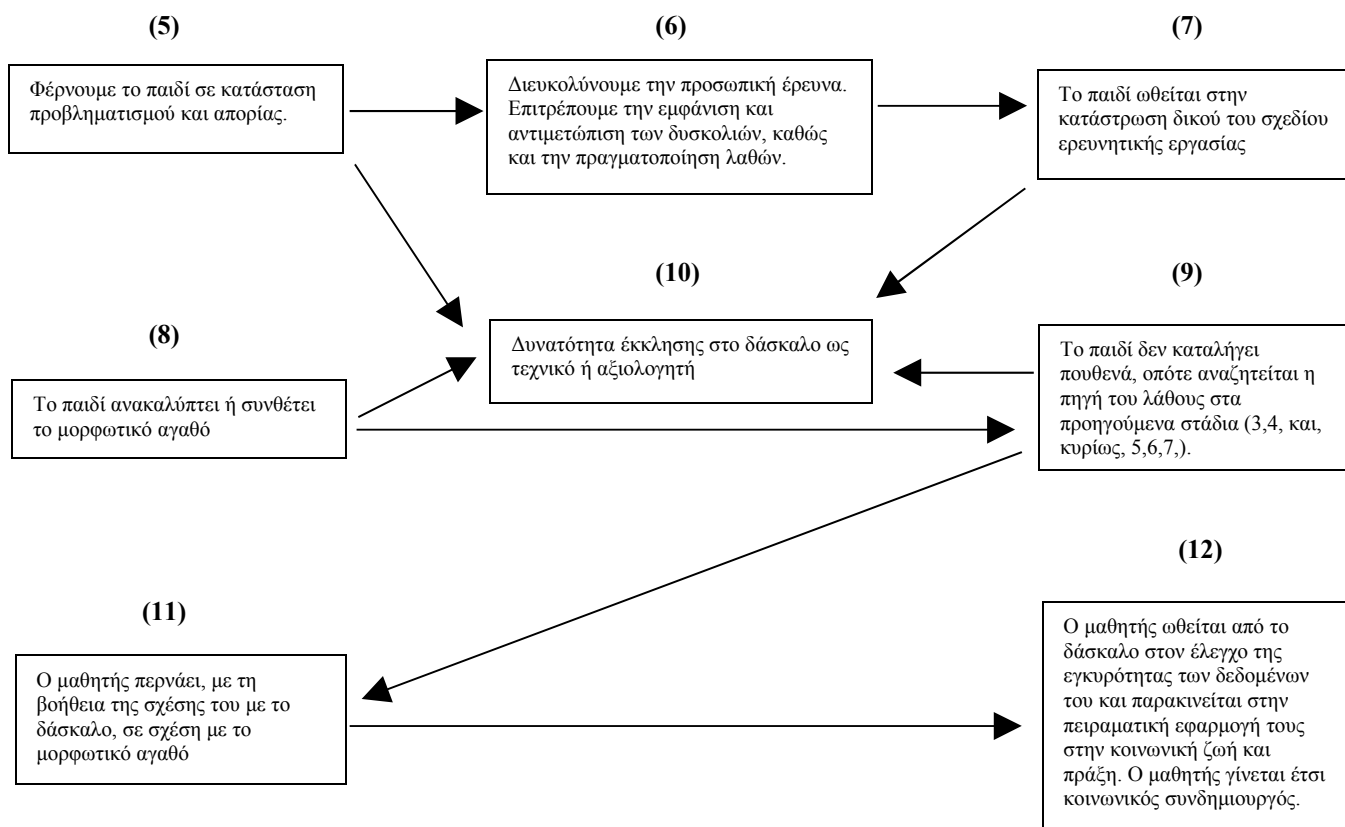 (5)
Φέρνουμε το παιδί σε κατάσταση
προβληματισμού και απορίας.
(6)
Διευκολύνουμε την προσωπική έρευνα.
Επιτρέπουμε την εμφάνιση και
αντιμετώπιση των δυσκολιών, καθώς
και την πραγματοποίηση λαθών.
(7)
Το παιδί ωθείται στην
κατάστρωση δικού του σχεδίου
ερευνητικής εργασίας
(8)
Το παιδί ανακαλύπτει ή συνθέτει
το μορφωτικό αγαθό
(10)
Δυνατότητα έκκλησης στο δάσκαλο ως
τεχνικό ή αξιολογητή
(9)
Το παιδί δεν καταλήγει
πουθενά, οπότε αναζητείται η
πηγή του λάθους στα
προηγούμενα στάδια (3,4, και,
κυρίως, 5,6,7,).
(11)
Ο μαθητής περνάει, με τη
βοήθεια της σχέσης του με το
δάσκαλο, σε σχέση με το
μορφωτικό αγαθό
(12)
Ο μαθητής ωθείται από το
δάσκαλο στον έλεγχο της
εγκυρότητας των δεδομένων
του και παρακινείται στην
πειραματική εφαρμογή τους
στην κοινωνική ζωή και
πράξη. Ο μαθητής γίνεται έτσι
κοινωνικός συνδημιουργός.